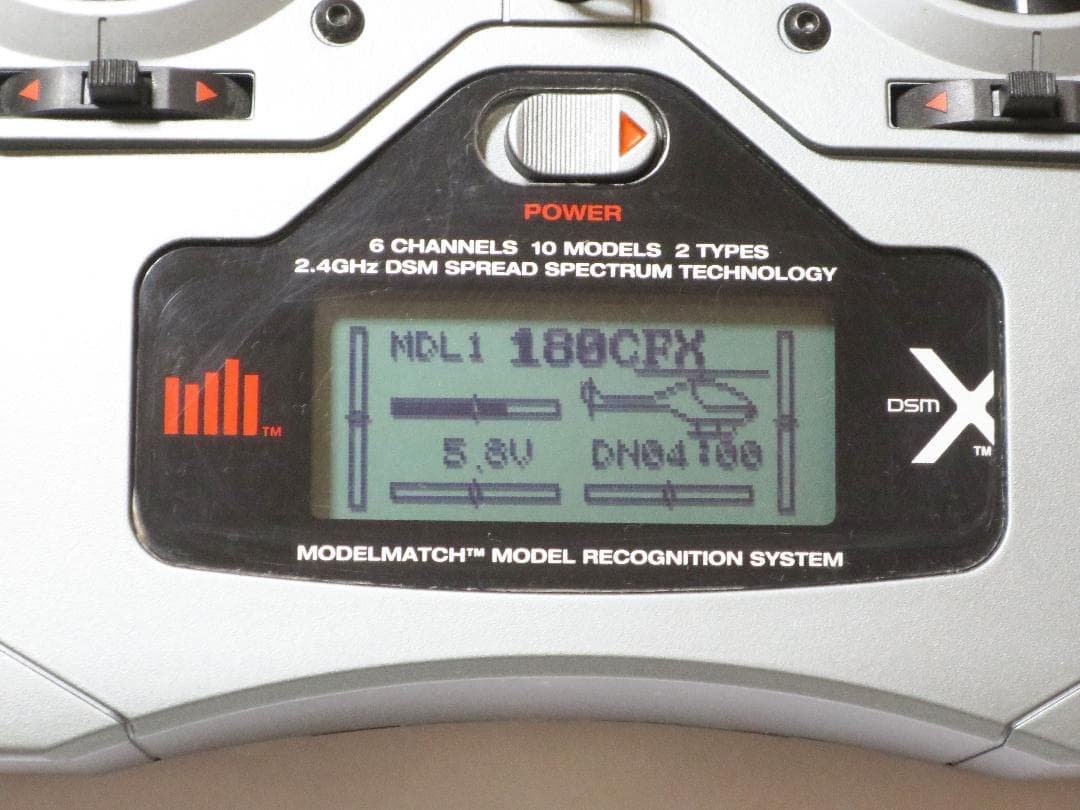 POWER
6 CHANNELS 10 MODELS 2 TYPES
2.4GHz DSM SPREAD SPECTRUM TECHNOLOGY
MDL1 180CFX
5.8V DN04:00
TM
DSM X
TM
MODELMATCH™ MODEL RECOGNITION SYSTEM